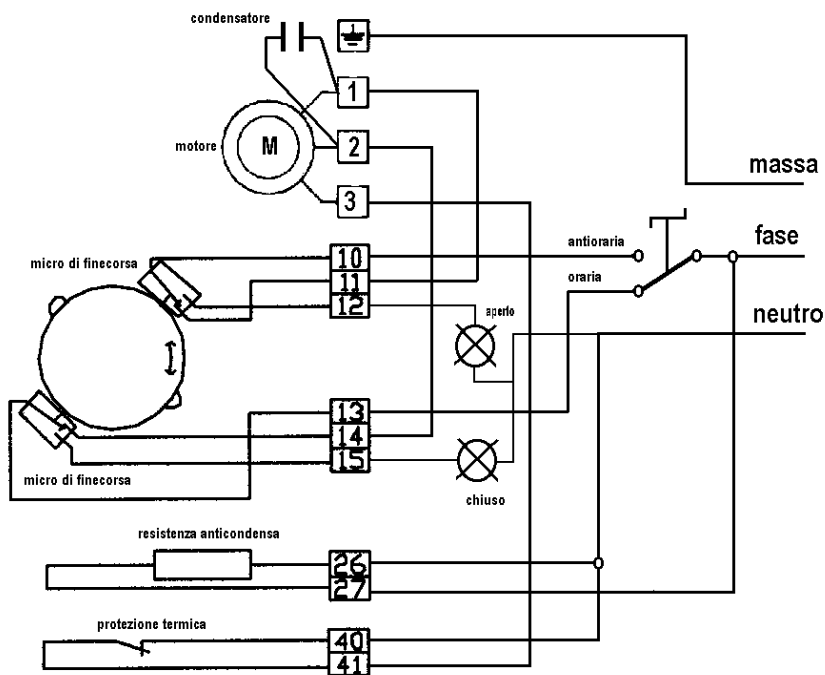 condensatore
1
motore
M
2
3
massa
antioraria
fase
oraria
neutro
micro di finecorsa
10
11
12
aperto
13
14
15
micro di finecorsa
chiuso
resistenza anticondensa
26
27
protezione termica
40
41